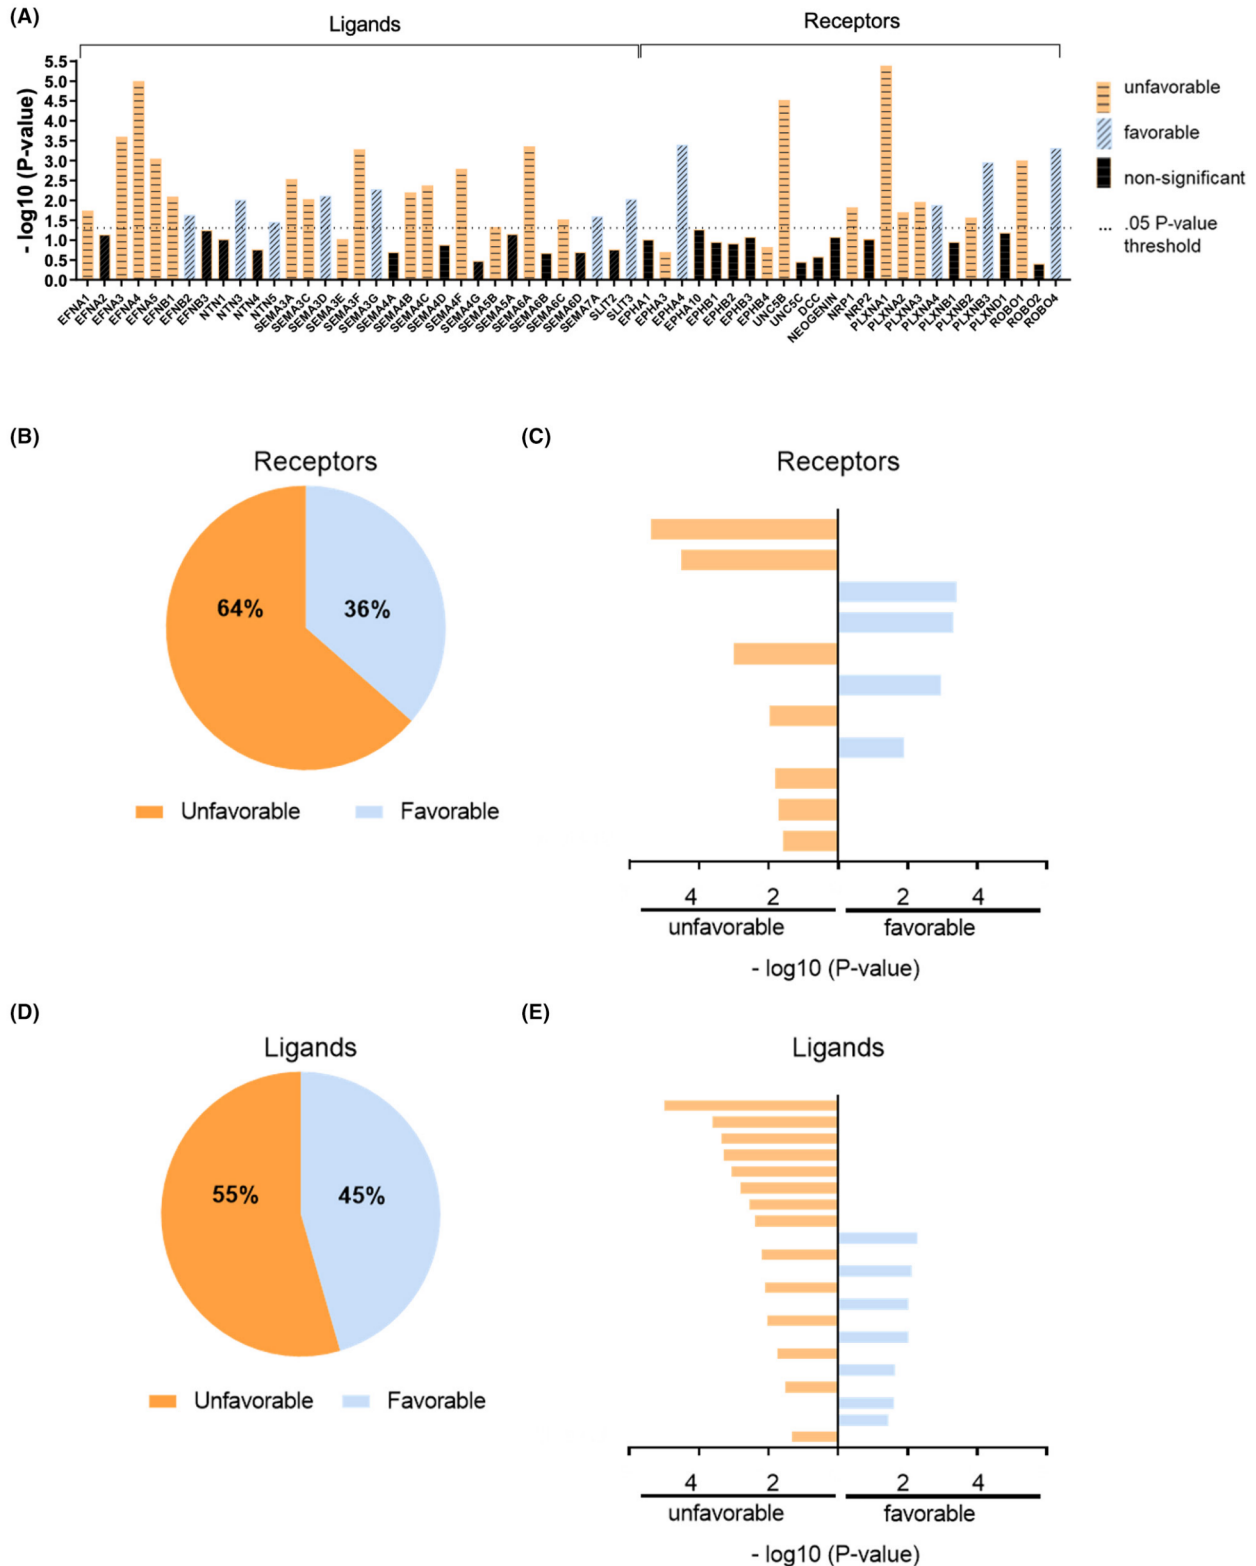 (A)
Ligands
Receptors
- log10 (P-value)
5.5
5.0
4.5
4.0
3.5
3.0
2.5
2.0
1.5
1.0
0.5
0.0
EFNA1
EFNA2
EFNA3
EFNA4
EFNA5
EFNB1
EFNB2
EFNB3
NTN1
NTN3
NTN4
NTN5
SEMA3A
SEMA3C
SEMA3D
SEMA3E
SEMA3F
SEMA3G
SEMA4A
SEMA4B
SEMA4C
SEMA4D
SEMA4F
SEMA4G
SEMA5B
SEMA5A
SEMA6A
SEMA6B
SEMA6C
SEMA6D
SEMA7A
SLIT2
SLIT3
EPHA1
EPHA3
EPHA4
EPHA10
EPHB1
EPHB2
EPHB3
EPHB4
UNC5B
UNC5C
DCC
NEOGENIN
NRP1
NRP2
PLXNA1
PLXNA2
PLXNA3
PLXNA4
PLXNB1
PLXNB2
PLXNB3
PLXND1
ROBO1
ROBO2
ROBO4
unfavorable
favorable
non-significant
... .05 P-value
threshold
(B)
Receptors
64%
36%
Unfavorable
Favorable
(C)
Receptors
4 2 2 4
unfavorable favorable
- log10 (P-value)
(D)
Ligands
55%
45%
Unfavorable
Favorable
(E)
Ligands
4 2 2 4
unfavorable favorable
- log10 (P-value)